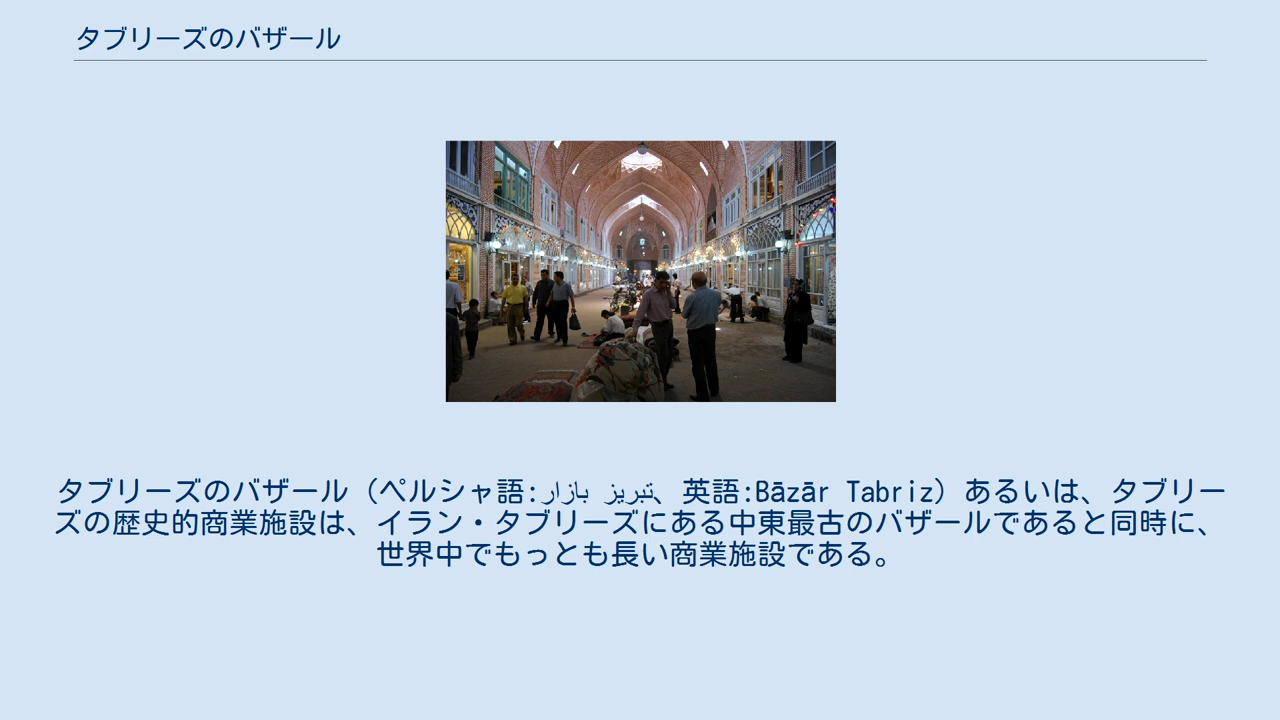 タブリーズのバザール
タブリーズのバザール（ペルシャ語:بازار تبریز、英語:Bāzār Tabriz）あるいは、タブリー
ズの歴史的商業施設は、イラン・タブリーズにある中東最古のバザールであると同時に、
世界中でもっとも長い商業施設である。